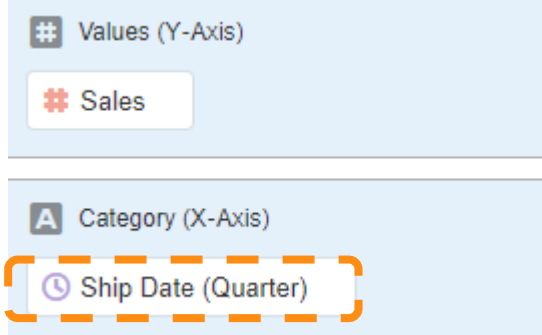 Values (Y-Axis)
Sales
A Category (X-Axis)
Ship Date (Quarter)